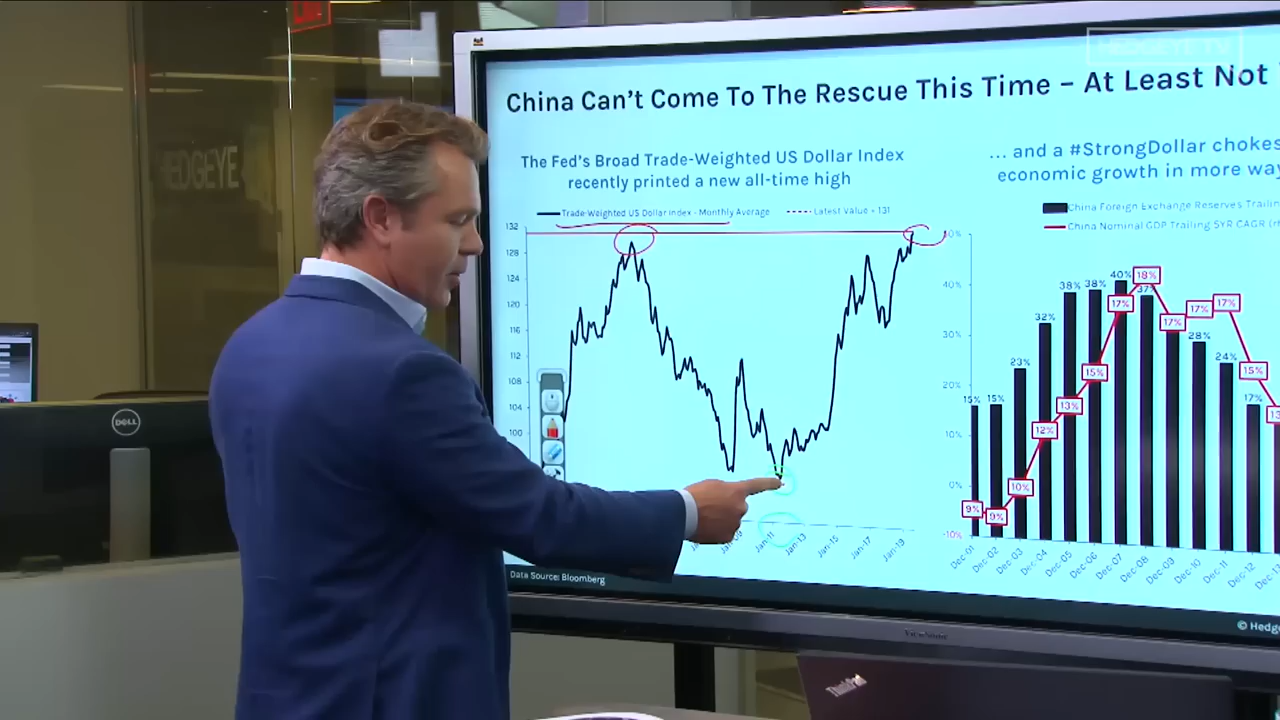 HEDGEYE TV
China Can't Come To The Rescue This Time – At Least Not
The Fed's Broad Trade-Weighted US Dollar Index
recently printed a new all-time high
Trade-Weighted US Dollar Index - Monthly Average
Latest Value = 131
132
128
124
120
116
112
108
104
100
Jan-11
Jan-13
Jan-15
Jan-17
Jan-19
... and a #StrongDollar chokes
economic growth in more
China Foreign Exchange Reserves
China Nominal GDP Trailing 5YR CAGR
40%
30%
20%
10%
0%
-10%
15%
15%
23%
32%
38%
38%
40%
37%
28%
24%
17%
9%
9%
10%
12%
13%
15%
17%
18%
17%
17%
17%
15%
Dec-01
Dec-02
Dec-03
Dec-04
Dec-05
Dec-06
Dec-07
Dec-08
Dec-10
Dec-11
Dec-12
Data Source: Bloomberg
©
ViewSonic
ThinkPad
DELL
HEDGEYE